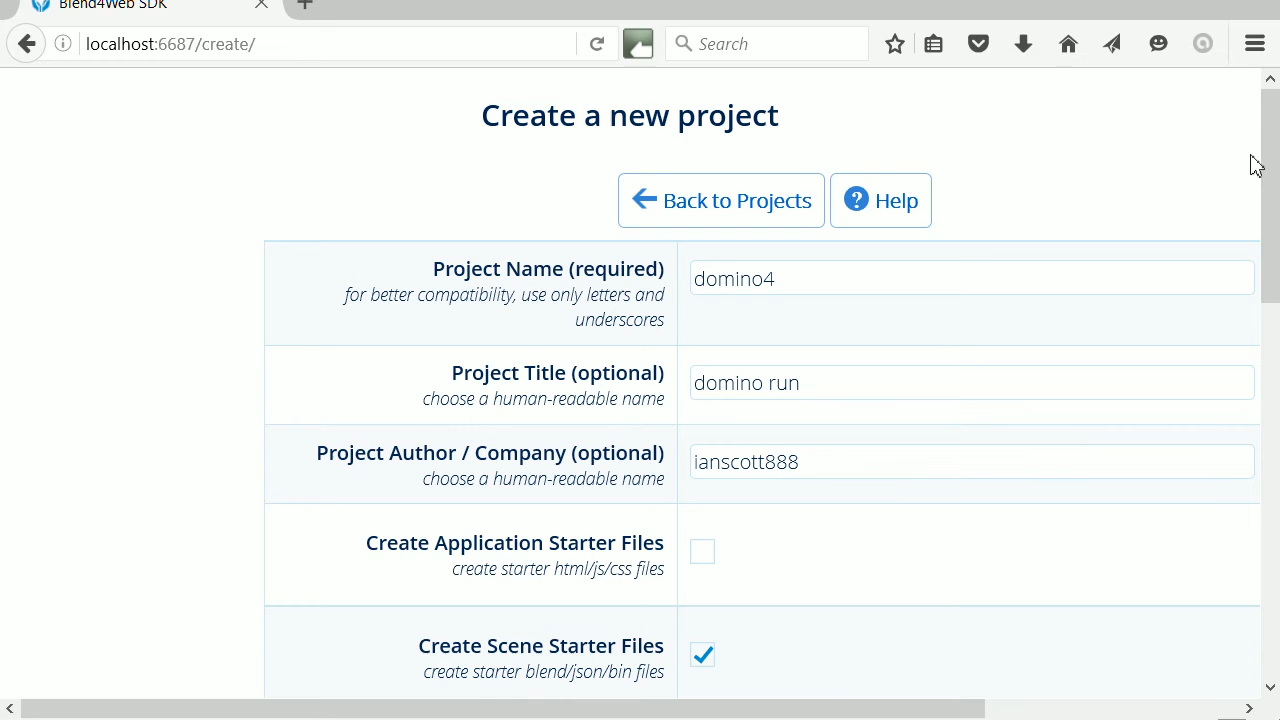 Blend4Web SDK
localhost:6687/create/
Search
Create a new project
Back to Projects
Help
Project Name (required)
for better compatibility, use only letters and
underscores
domino4
Project Title (optional)
choose a human-readable name
domino run
Project Author / Company (optional)
choose a human-readable name
ianscott888
Create Application Starter Files
create starter html/js/css files
Create Scene Starter Files
create starter blend/json/bin files